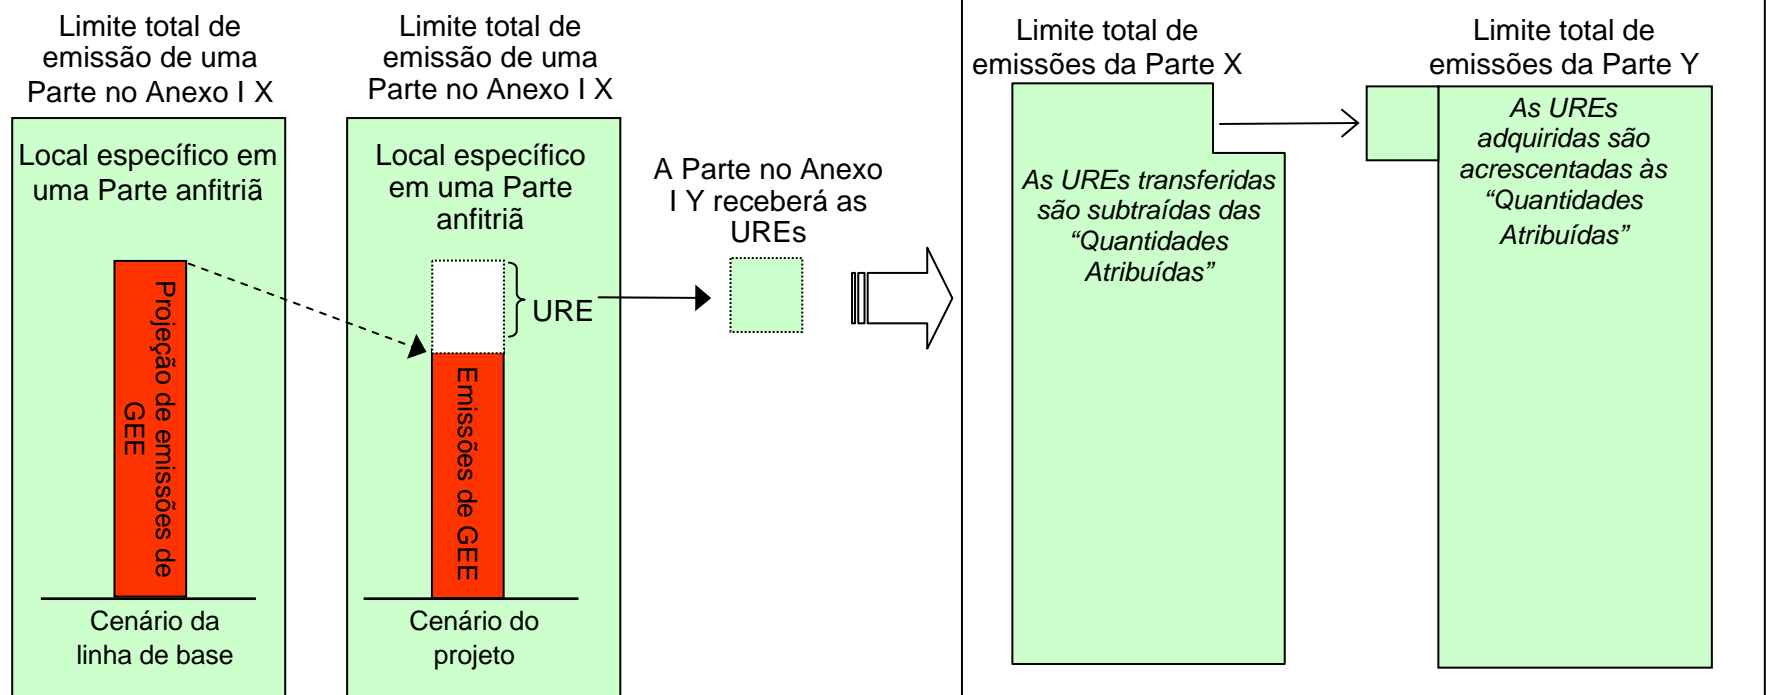 Limite total de
emissão de uma
Parte no Anexo I X
Local específico em
uma Parte anfitriã
Projeção de emissões de
GEE
Cenário da
linha de base
Limite total de
emissão de uma
Parte no Anexo I X
Local específico
em uma Parte
anfitriã
URE
Emissões de GEE
Cenário do
projeto
A Parte no Anexo
I Y receberá as
UREs
Limite total de
emissões da Parte X
As UREs transferidas
são subtraídas das
“Quantidades
Atribuídas”
Limite total de
emissões da Parte Y
As UREs
adquiridas são
acrescentadas às
“Quantidades
Atribuídas”